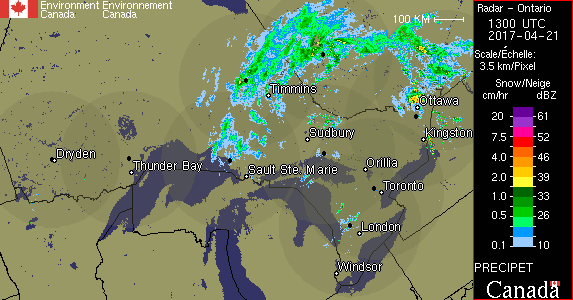 Environment Environnement
Canada Canada
100 KM
Timmins
Ottawa
Sudbury
Kingston
Dryden
Thunder Bay
Sault Ste. Marie
Orillia
Toronto
London
Windsor
Radar - Ontario
1300 UTC
2017-04-21
Scale/Échelle:
3.5 km/Pixel
Snow/Neige
cm/hr dBZ
20 61
7.5 52
4.0 46
2.0 39
1.0 33
0.5 26
0.1 10
PRECIPET
Canada